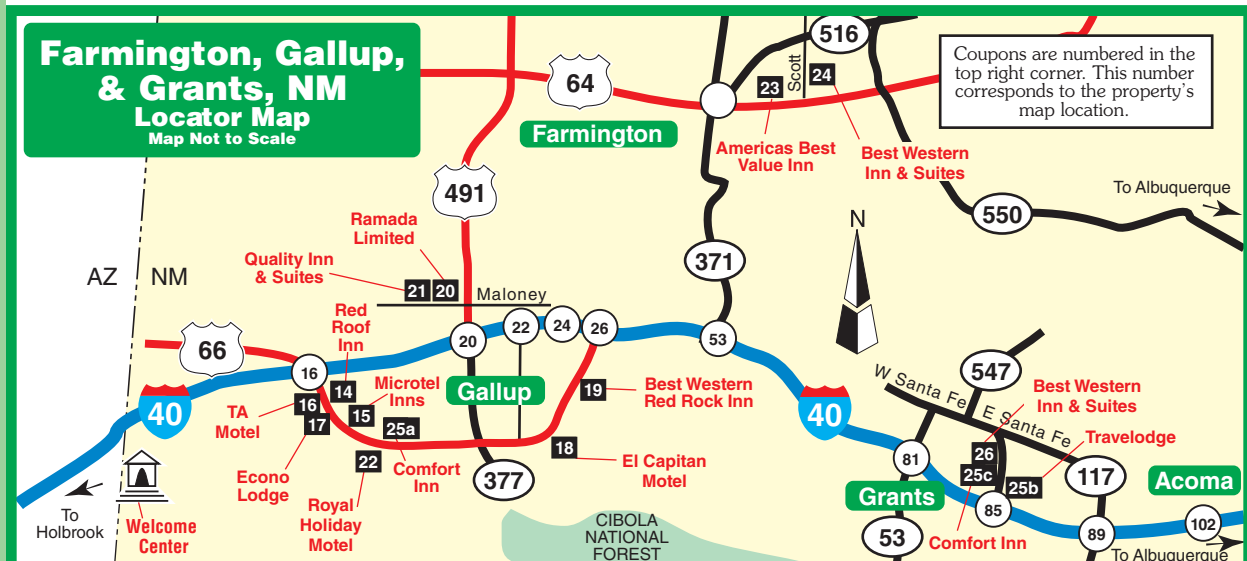 Farmington, Gallup,
& Grants, NM
Locator Map
Map Not to Scale
Coupons are numbered in the
top right corner. This number
corresponds to the property's
map location.
516
64
Scott
23
24
Farmington
Americas Best
Value Inn
Best Western
Inn & Suites
491
550
To Albuquerque
N
371
Ramada
Limited
Quality Inn
& Suites
21
20
Maloney
AZ
NM
Red
Roof
Inn
66
20
22
24
26
53
16
14
Microtel
Inns
Gallup
19
Best Western
Red Rock Inn
547
W Santa Fe
E Santa Fe
Best Western
Inn & Suites
Travelodge
40
40
16
17
15
25a
TA
Motel
22
Comfort
Inn
18
El Capitan
Motel
377
81
26
25c
25b
117
Acoma
Econo
Lodge
Royal
Holiday
Motel
Grants
85
To
Holbrook
Welcome
Center
CIBOLA
NATIONAL
FOREST
53
Comfort Inn
89
102
To Albuquerque